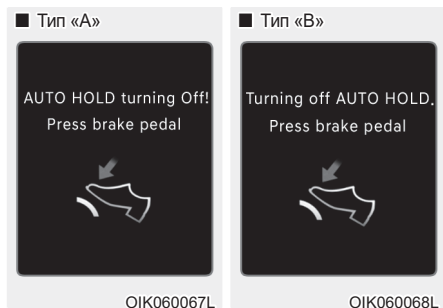 ■ Тип «А»
AUTO HOLD turning Off!
Press brake pedal
OIK060067L
■ Тип «В»
Turning off AUTO HOLD.
Press brake pedal
OIK060068L